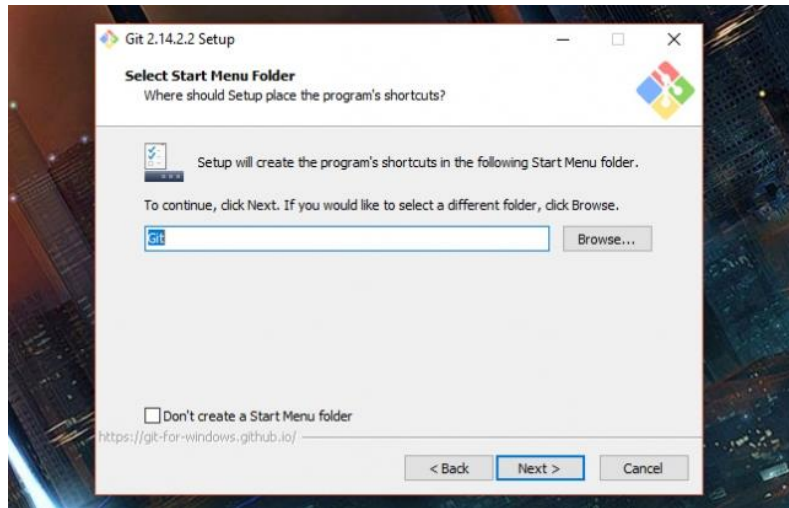 Git 2.14.2.2 Setup
Select Start Menu Folder
Where should Setup place the program's shortcuts?
Setup will create the program's shortcuts in the following Start Menu folder.
To continue, click Next. If you would like to select a different folder, click Browse.
Git
Browse...
Don't create a Start Menu folder
https://git-for-windows.github.io/
< Back
Next >
Cancel